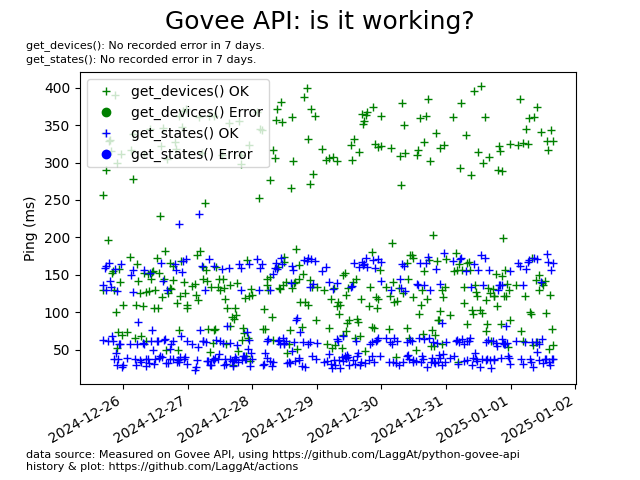 Govee API: is it working?
get_devices(): No recorded error in 7 days.
get_states(): No recorded error in 7 days.
get_devices() OK
get_devices() Error
get_states() OK
get_states() Error
400
350
300
250
200
150
100
50
Ping (ms)
2024-12-26
2024-12-27
2024-12-28
2024-12-29
2024-12-30
2024-12-31
2025-01-01
2025-01-02
data source: Measured on Govee API, using https://github.com/LaggAt/python-govee-api
history & plot: https://github.com/LaggAt/actions